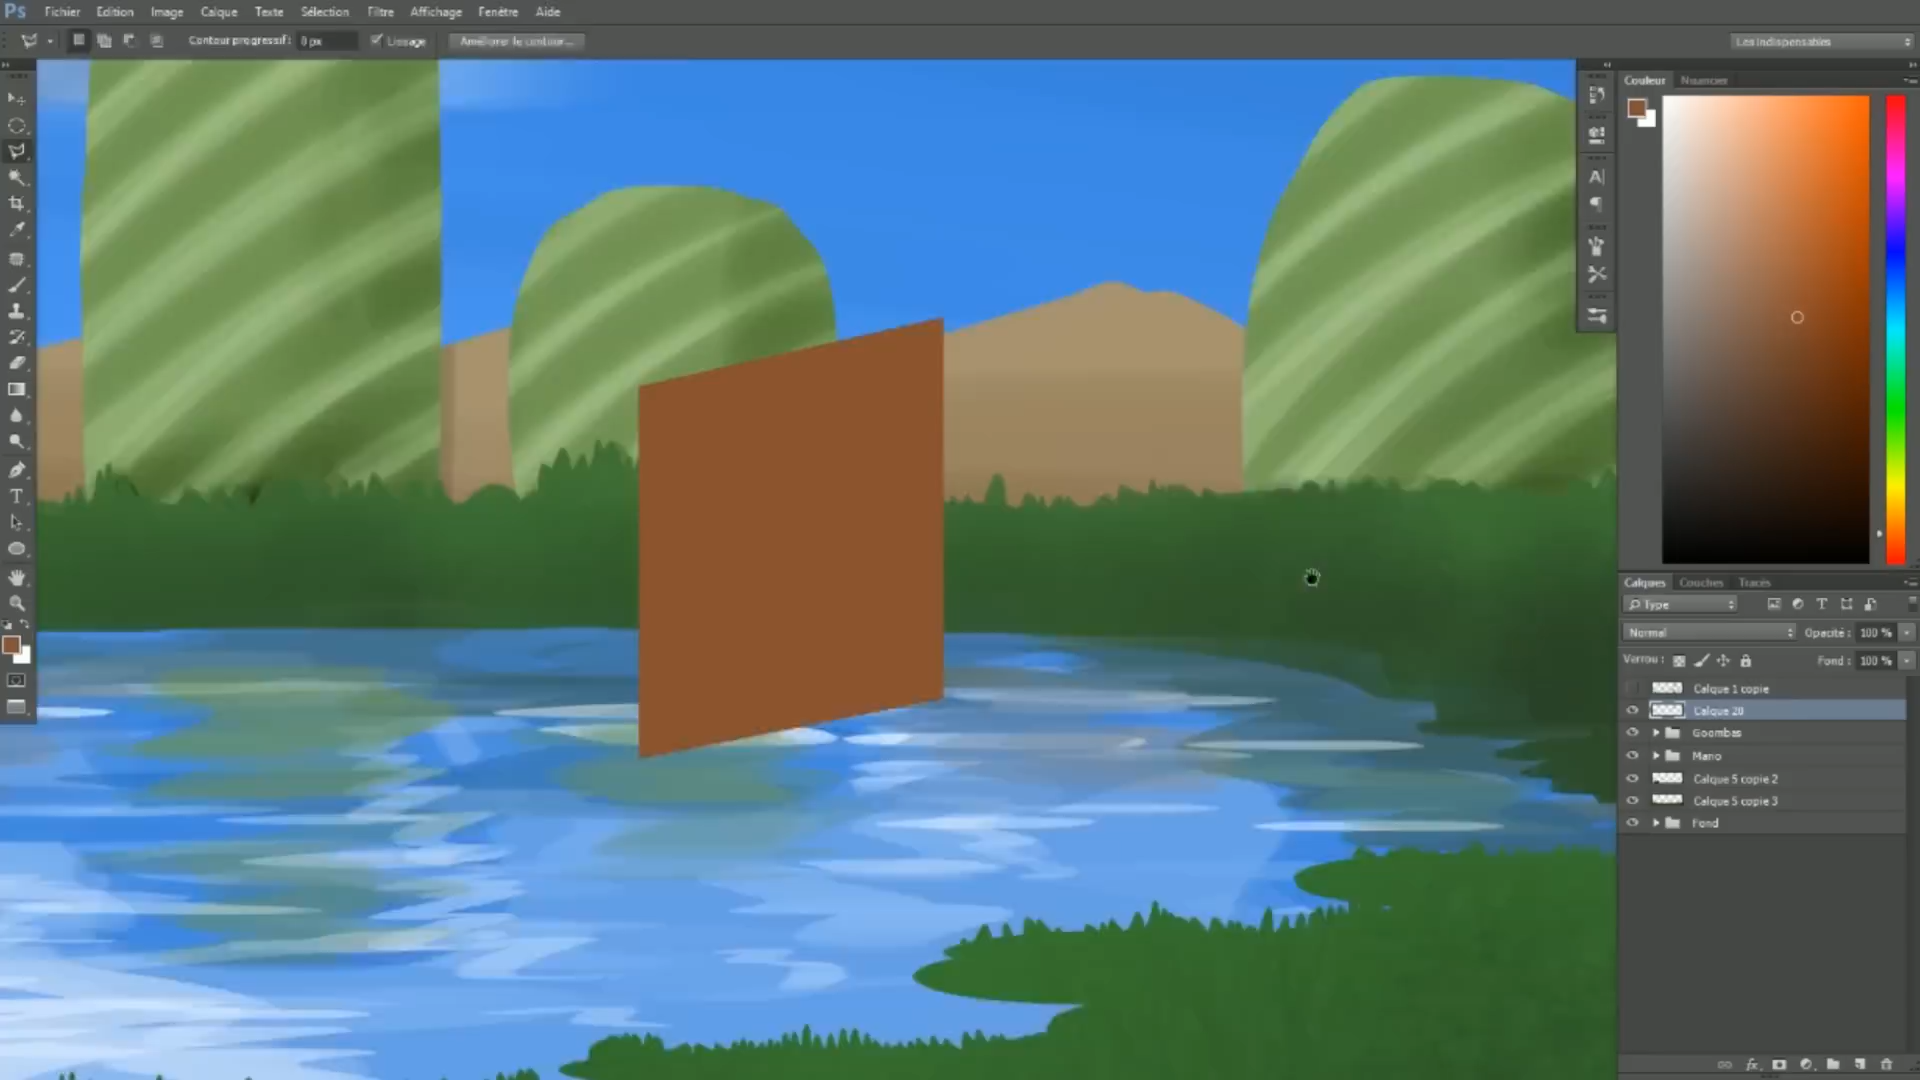 Ps Fichier Edition Image Calque Texte Sélection Filtre Affichage Fenêtre Aide
Contour progressif: 0 px Lissage Améliorer le contour... Les indispensables
Couleur Nuancier
Calques Couches Tracés
Type
Normal Opacité : 100 %
Verrou : Fond : 100 %
Calque 1 copie
Calque 20
Goombas
Mario
Calque 5 copie 2
Calque 5 copie 3
Fond